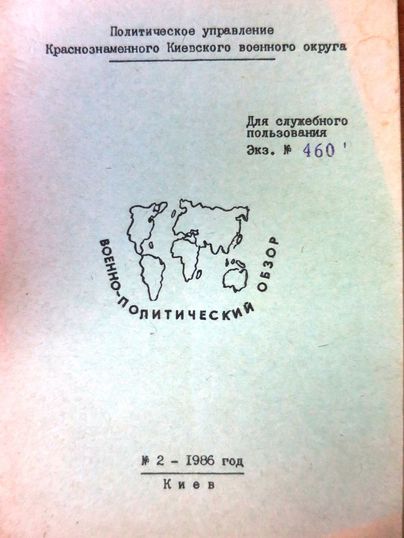 Политическое управление
Краснознаменного Киевского военного округа
Для служебного
пользования
Экз. № 460
ВОЕННО-ПОЛИТИЧЕСКИЙ ОБЗОР
№ 2 - 1986 год
Киев